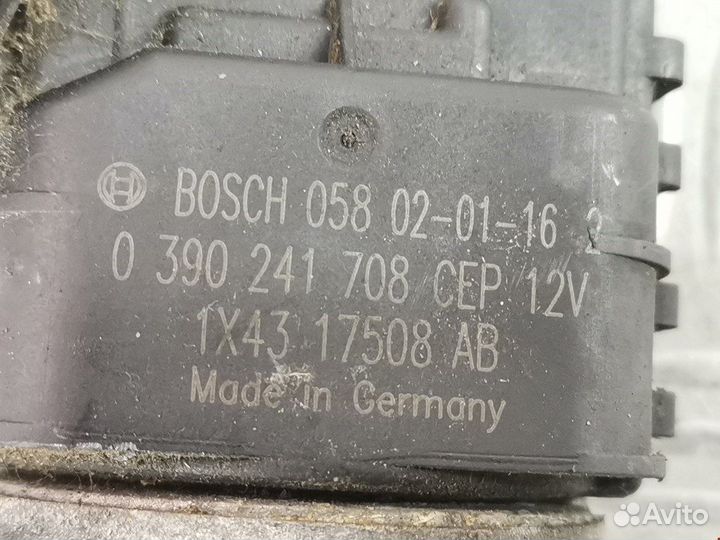 BOSCH 058 02-01-16
0 390 241 708 CEP 12V
1X43 17508 AB
Made in Germany
Avito